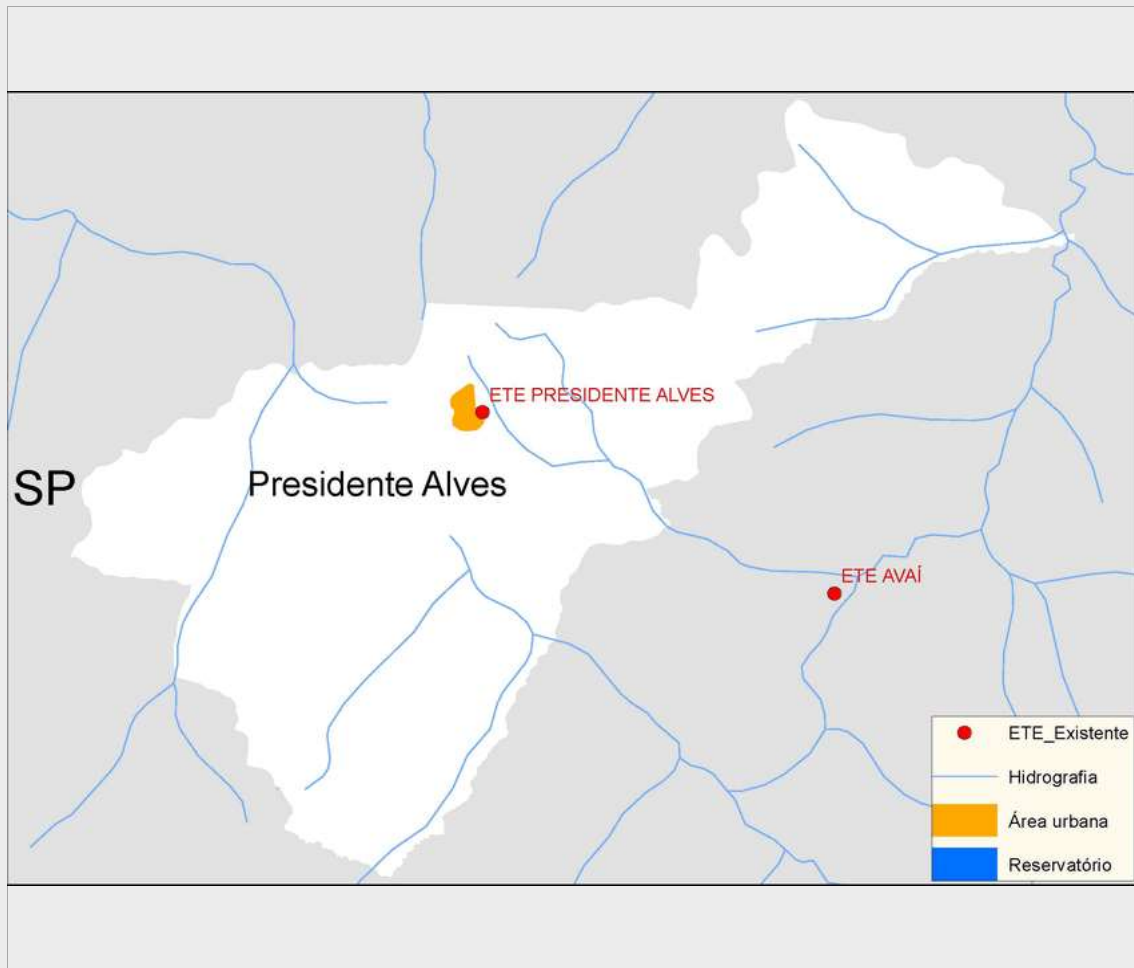 ETE PRESIDENTE ALVES
SP
Presidente Alves
ETE AVAÍ
ETE_Existente
Hidrografia
Área urbana
Reservatório